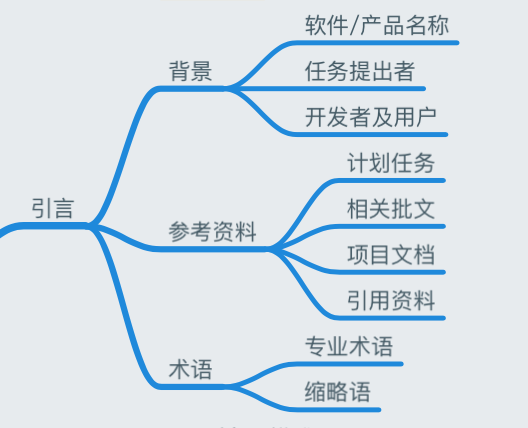 软件/产品名称
背景
任务提出者
开发者及用户
计划任务
引言
相关批文
参考资料
项目文档
引用资料
专业术语
术语
缩略语